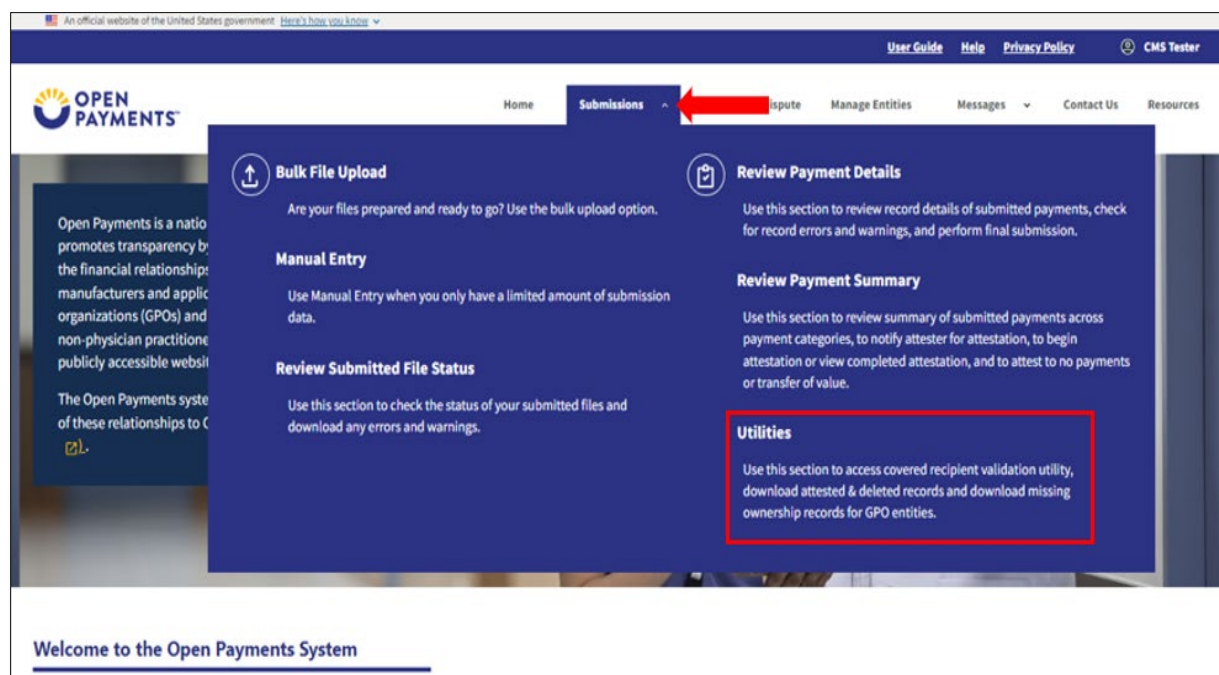 An official website of the United States government Here's how you know
User Guide Help Privacy Policy CMS Tester
OPEN
PAYMENTS™
Home Submissions Manage Entities Messages Contact Us Resources
Bulk File Upload
Are your files prepared and ready to go? Use the bulk upload option.
Manual Entry
Use Manual Entry when you only have a limited amount of submission
data.
Review Submitted File Status
Use this section to check the status of your submitted files and
download any errors and warnings.
Review Payment Details
Use this section to review record details of submitted payments, check
for record errors and warnings, and perform final submission.
Review Payment Summary
Use this section to review summary of submitted payments across
payment categories, to notify attester for attestation, to begin
attestation or view completed attestation, and to attest to no payments
or transfer of value.
Utilities
Use this section to access covered recipient validation utility,
download attested & deleted records and download missing
ownership records for GPO entities.
Open Payments is a natio
promotes transparency by
the financial relationships
manufacturers and applic
organizations (GPOs) and
non-physician practitione
publicly accessible websit
The Open Payments syste
of these relationships to C
).
Welcome to the Open Payments System